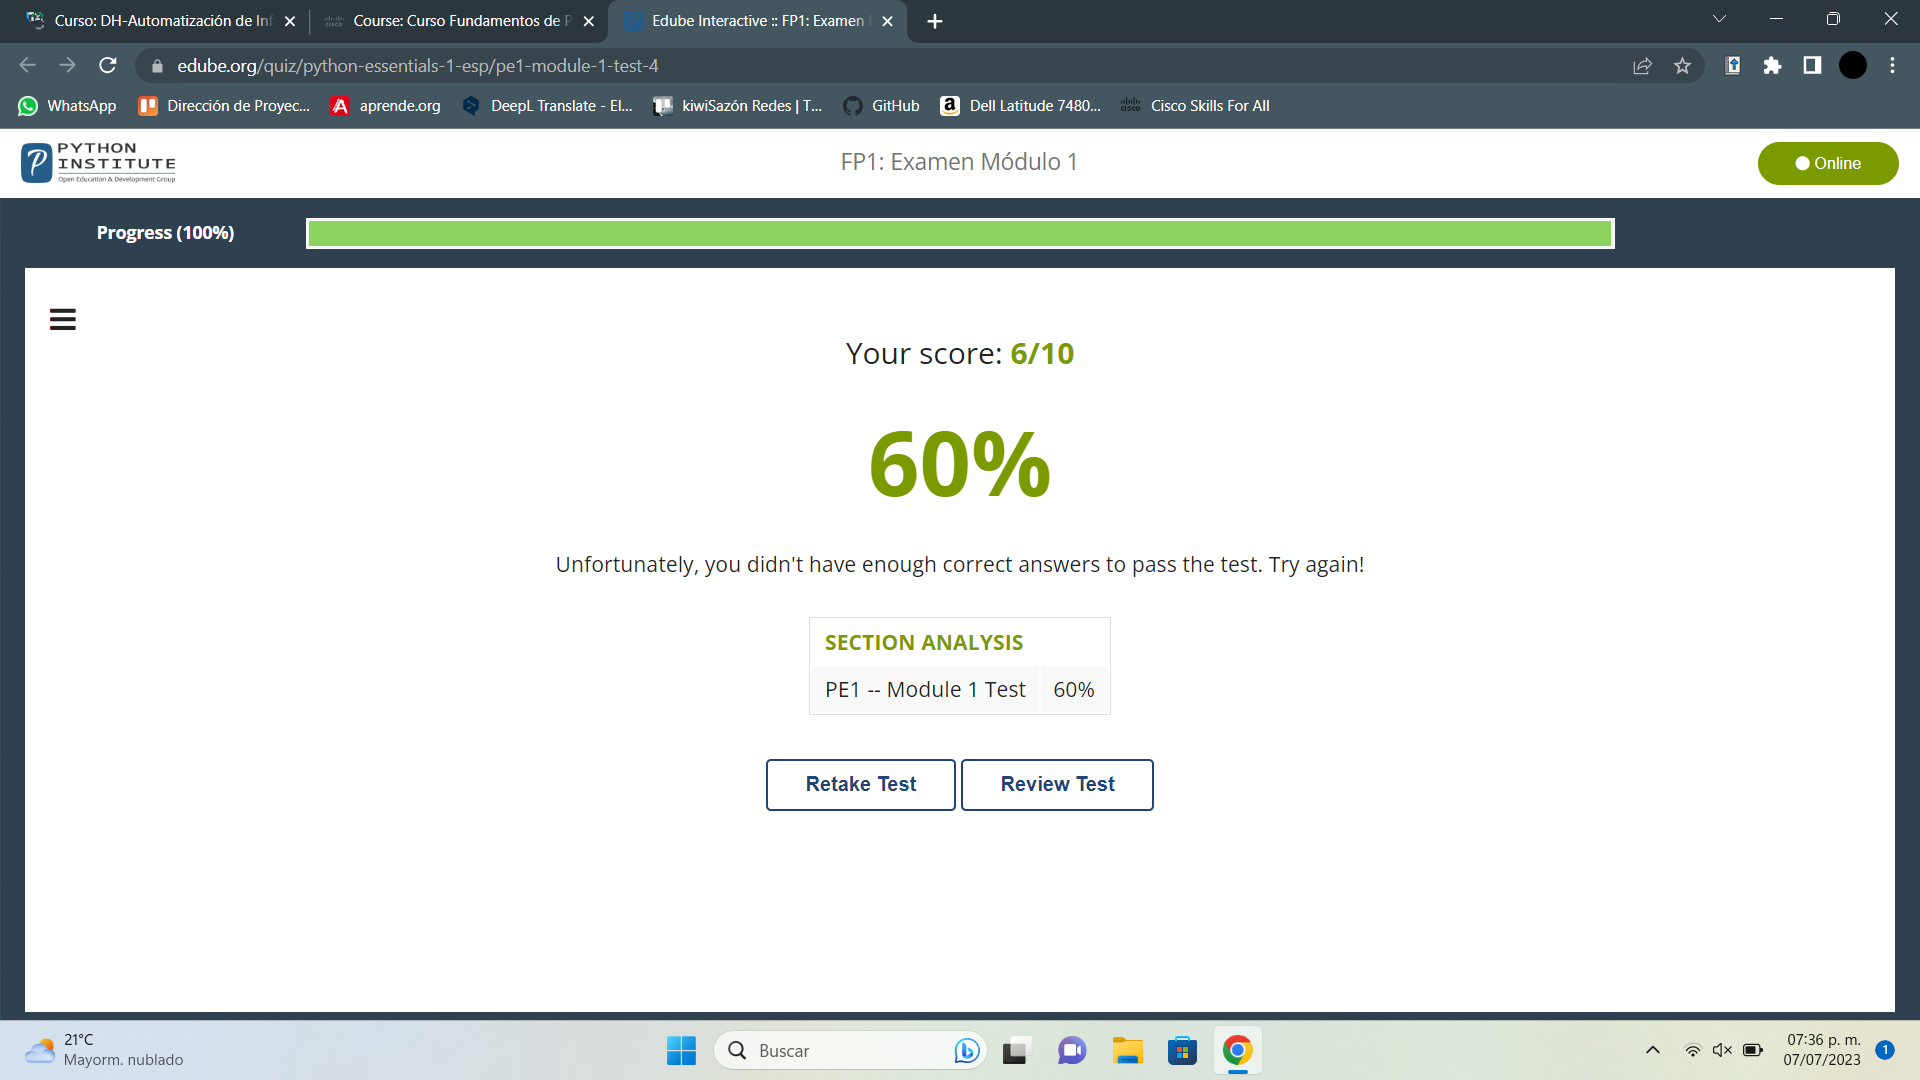 Curso: DH-Automatización de Inf
Course: Curso Fundamentos de P
Edube Interactive :: FP1: Examen
edube.org/quiz/python-essentials-1-esp/pe1-module-1-test-4
WhatsApp
Dirección de Proyec...
aprende.org
DeepL Translate - El...
kiwiSazón Redes | T...
GitHub
Dell Latitude 7480...
Cisco Skills For All
PYTHON
INSTITUTE
Open Education & Development Group
FP1: Examen Módulo 1
Online
Progress (100%)
Your score: 6/10
60%
Unfortunately, you didn't have enough correct answers to pass the test. Try again!
SECTION ANALYSIS
PE1 -- Module 1 Test 60%
Retake Test
Review Test
21°C
Mayorm. nublado
Buscar
07:36 p. m.
07/07/2023
1